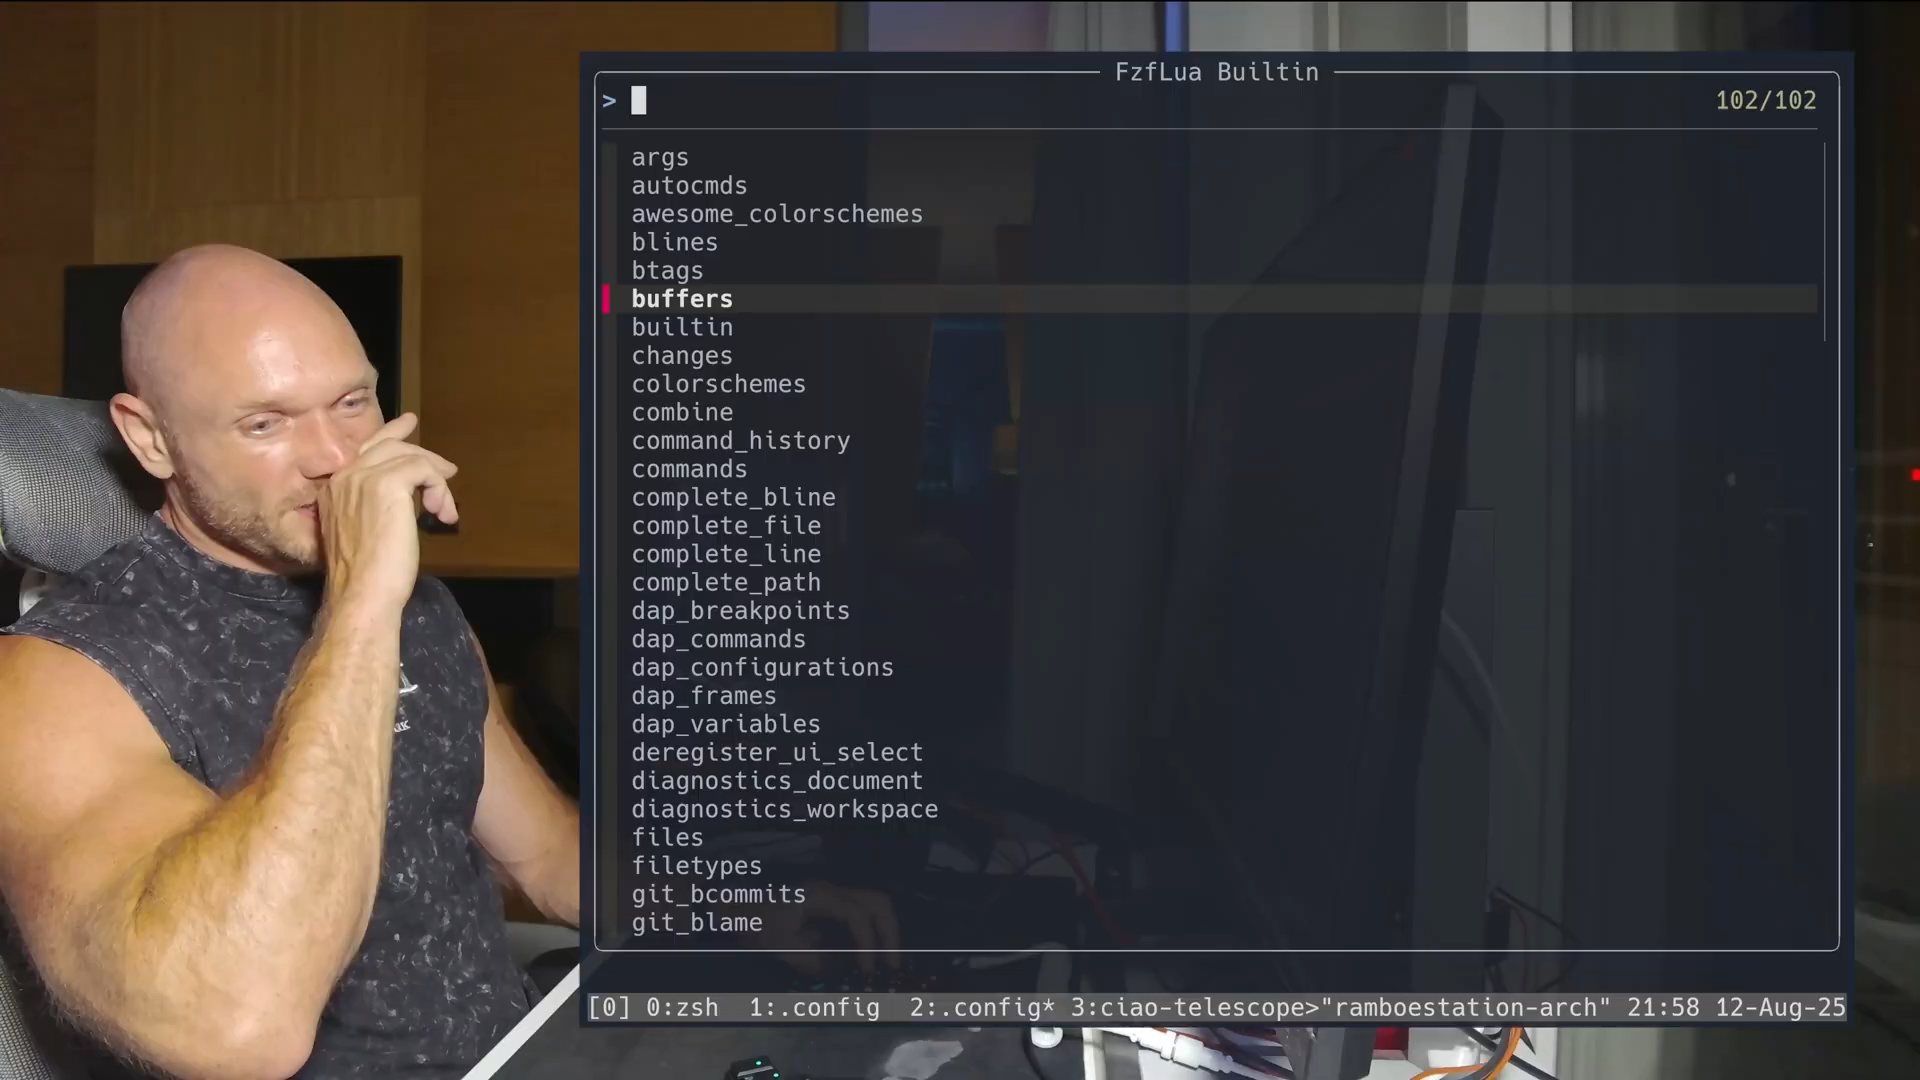 FzfLua Builtin
> 102/102
args
autocmds
awesome_colorschemes
blines
btags
buffers
builtin
changes
colorschemes
combine
command_history
commands
complete_bline
complete_file
complete_line
complete_path
dap_breakpoints
dap_commands
dap_configurations
dap_frames
dap_variables
deregister_ui_select
diagnostics_document
diagnostics_workspace
files
filetypes
git_bcommits
git_blame
[0] 0:zsh 1:.config 2:.config* 3:ciao-telescope>"ramboestation-arch" 21:58 12-Aug-25